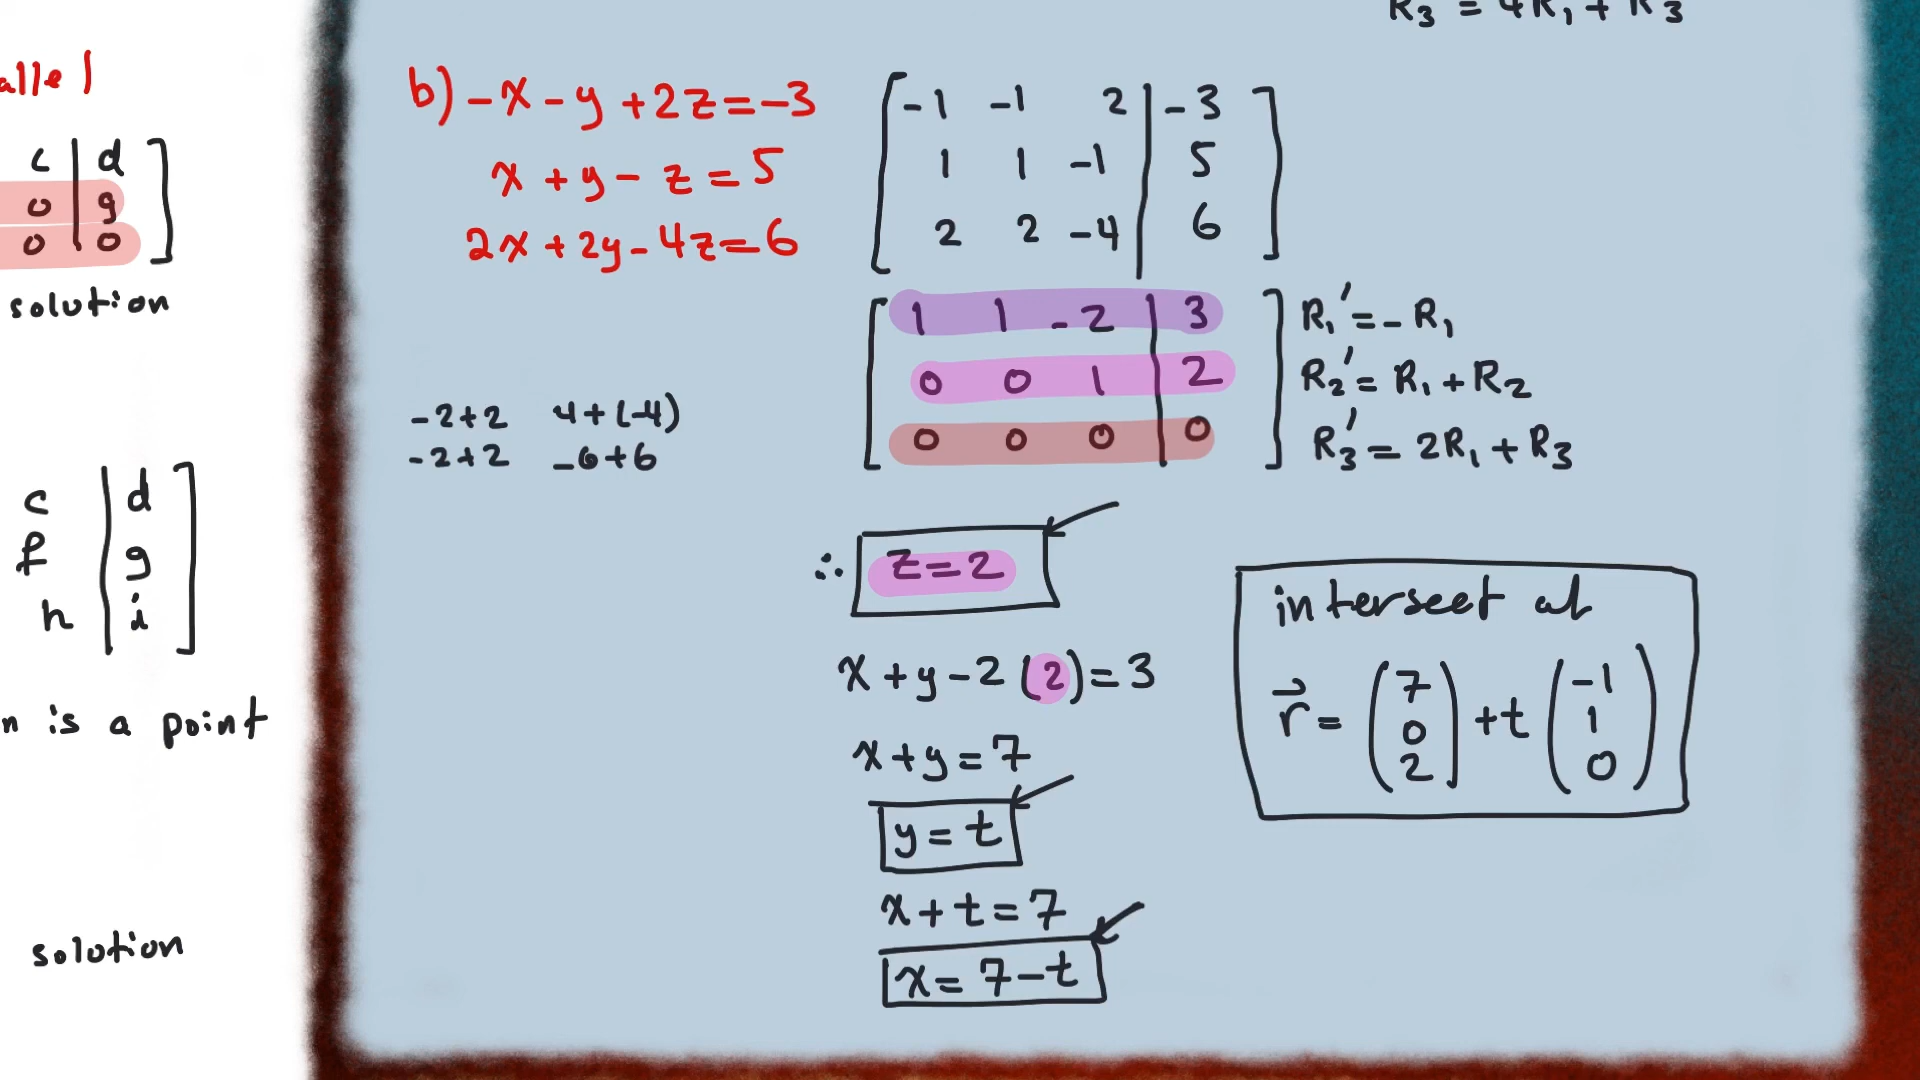 R3 = 4R1 + R3
b) -x - y + 2z = -3
x + y - z = 5
2x + 2y - 4z = 6
[ -1 -1 2 | -3 ]
[ 1 1 -1 | 5 ]
[ 2 2 -4 | 6 ]
[ 1 1 -2 | 3 ] R1' = - R1
[ 0 0 1 | 2 ] R2' = R1 + R2
[ 0 0 0 | 0 ] R3' = 2R1 + R3
-2+2 4+(-4)
-2+2 -6+6
∴ z = 2
x + y - 2(2) = 3
x + y = 7
y = t
x + t = 7
x = 7 - t
intersect at
r⃗ = (7 0 2) + t (-1 1 0)
c | d ]
0 | g
0 | 0
solution
c | d ]
f | g
h | i
is a point
solution